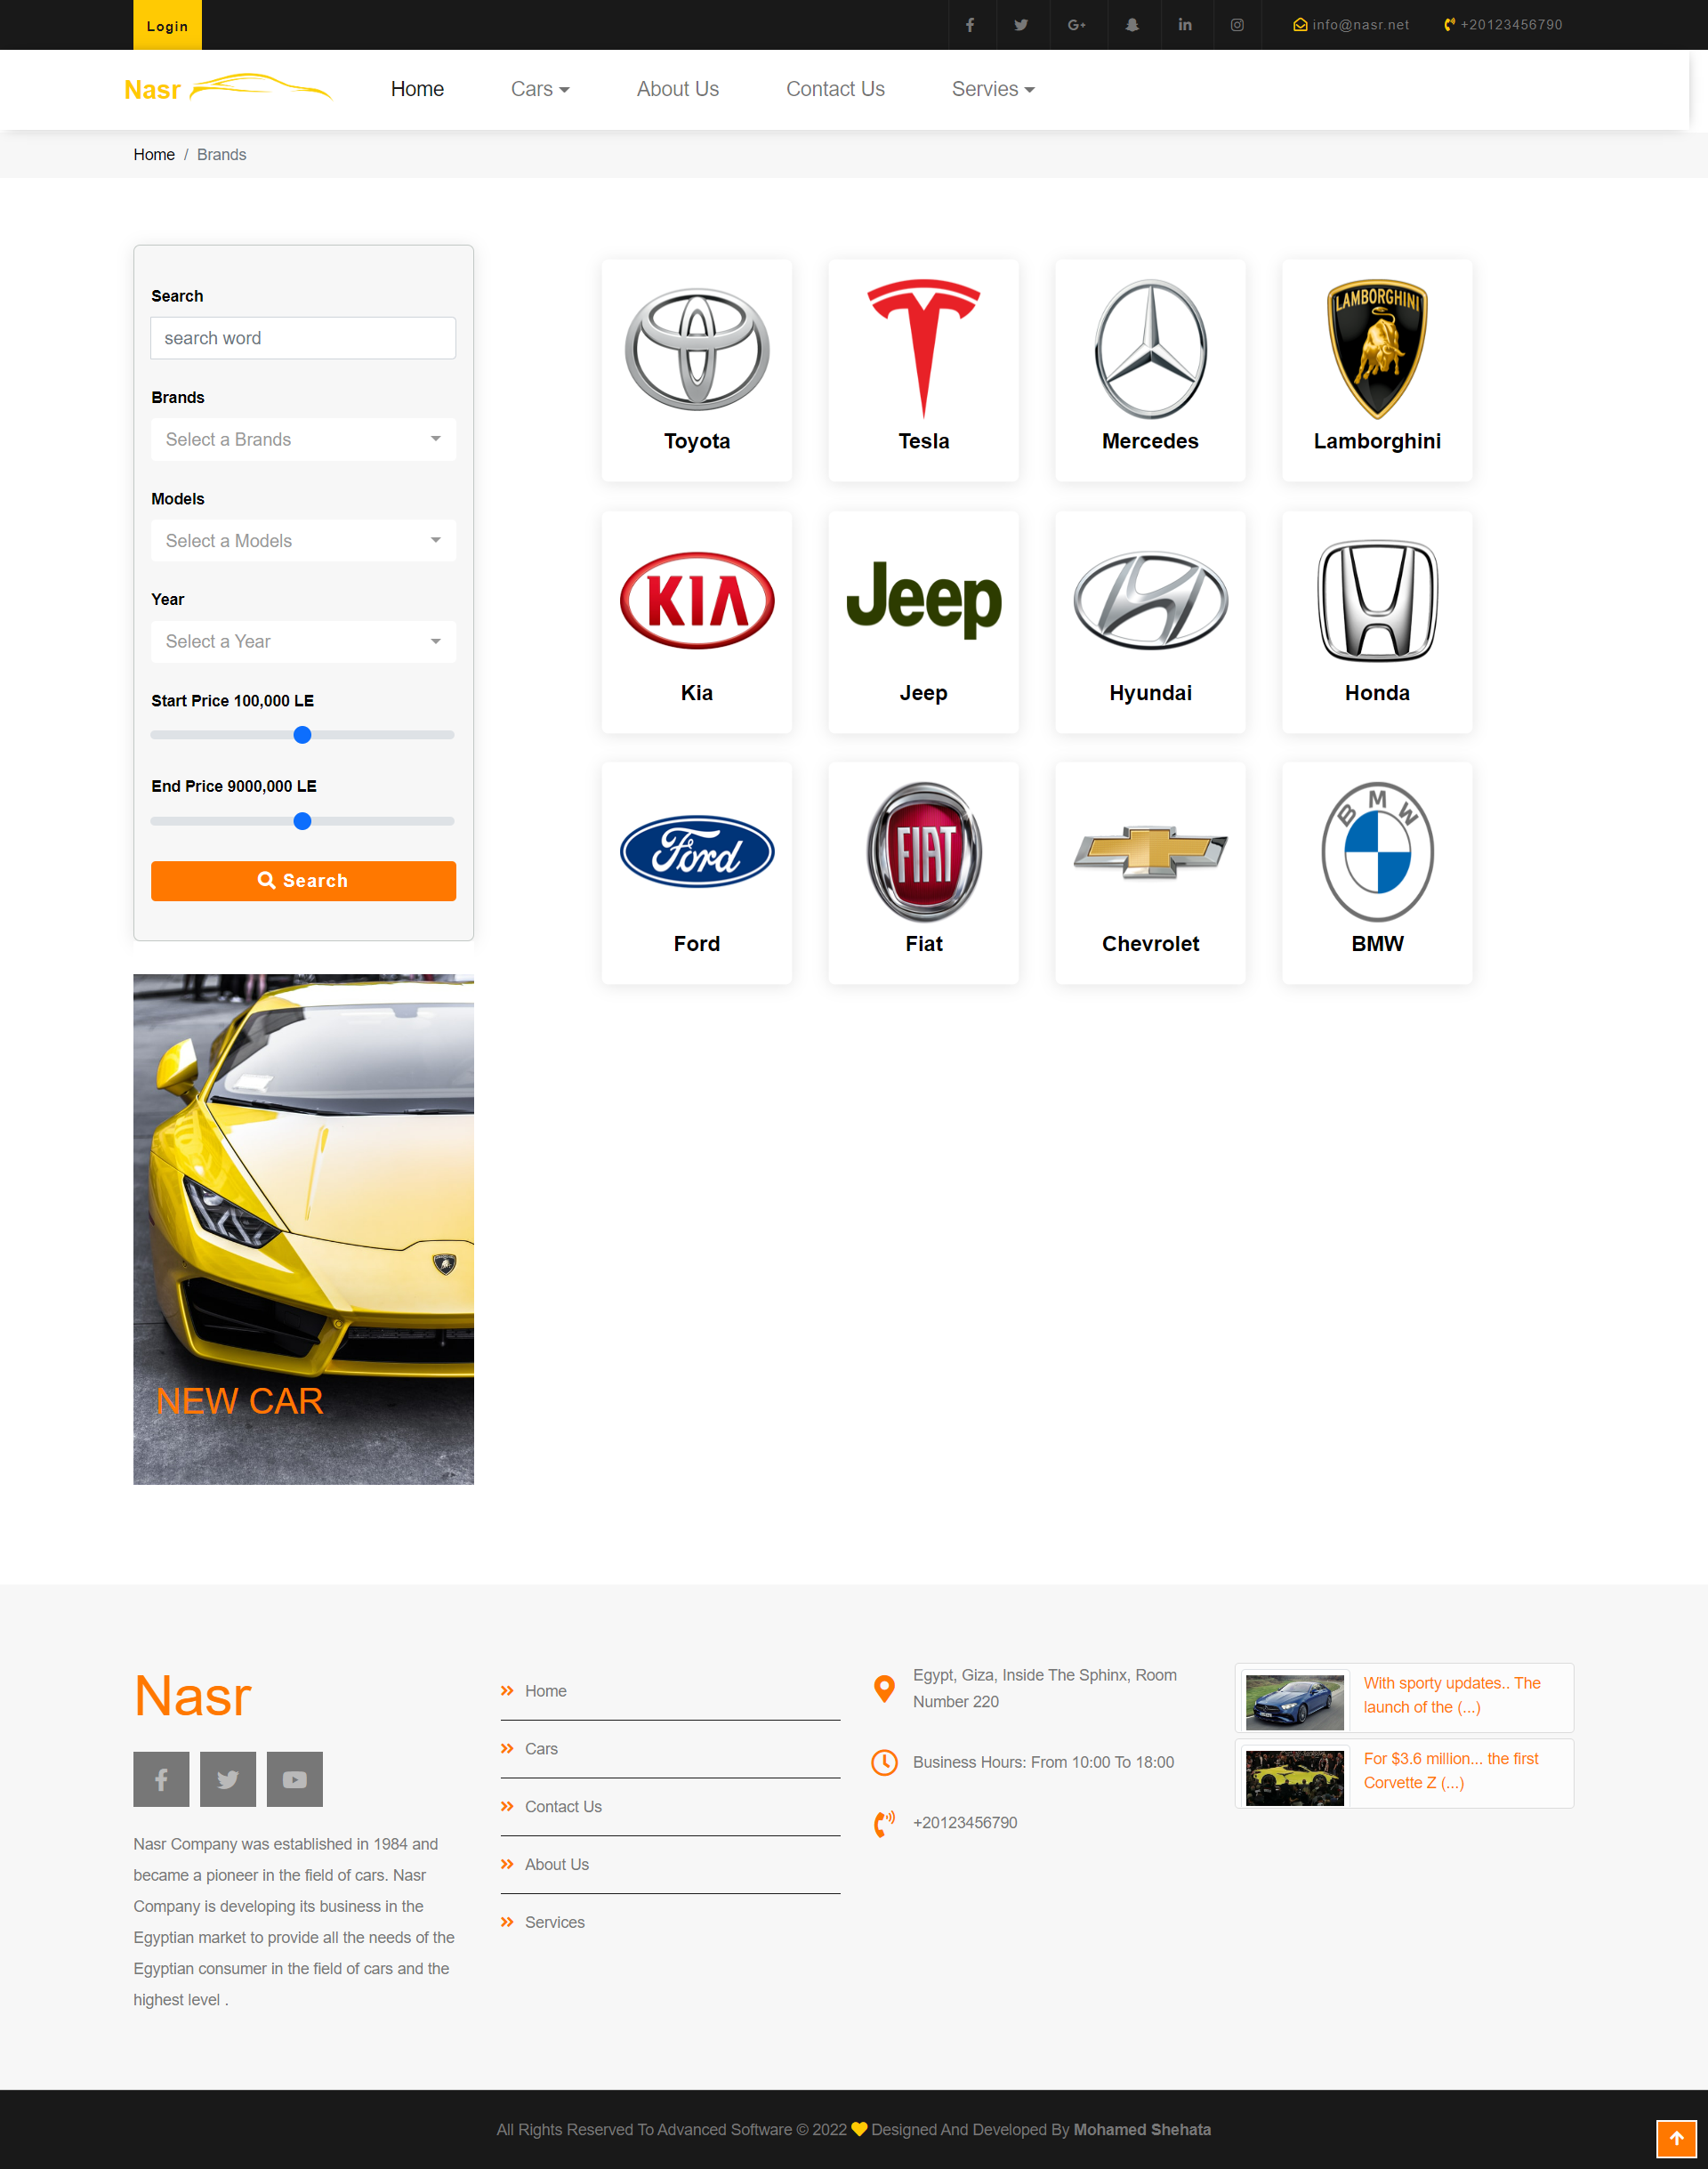 Login
info@nasr.net
+20123456790
Nasr
Home
Cars
About Us
Contact Us
Servies
Home / Brands
Search
search word
Brands
Select a Brands
Models
Select a Models
Year
Select a Year
Start Price 100,000 LE
End Price 9000,000 LE
Search
Toyota
Tesla
Mercedes
LAMBORGHINI
Lamborghini
KIA
Kia
Jeep
Jeep
Hyundai
Honda
Ford
Ford
FIAT
Fiat
Chevrolet
BMW
BMW
NEW CAR
Nasr
Nasr Company was established in 1984 and
became a pioneer in the field of cars. Nasr
Company is developing its business in the
Egyptian market to provide all the needs of the
Egyptian consumer in the field of cars and the
highest level .
Home
Cars
Contact Us
About Us
Services
Egypt, Giza, Inside The Sphinx, Room
Number 220
Business Hours: From 10:00 To 18:00
+20123456790
With sporty updates.. The
launch of the (...)
For $3.6 million... the first
Corvette Z (...)
All Rights Reserved To Advanced Software © 2022 Designed And Developed By Mohamed Shehata